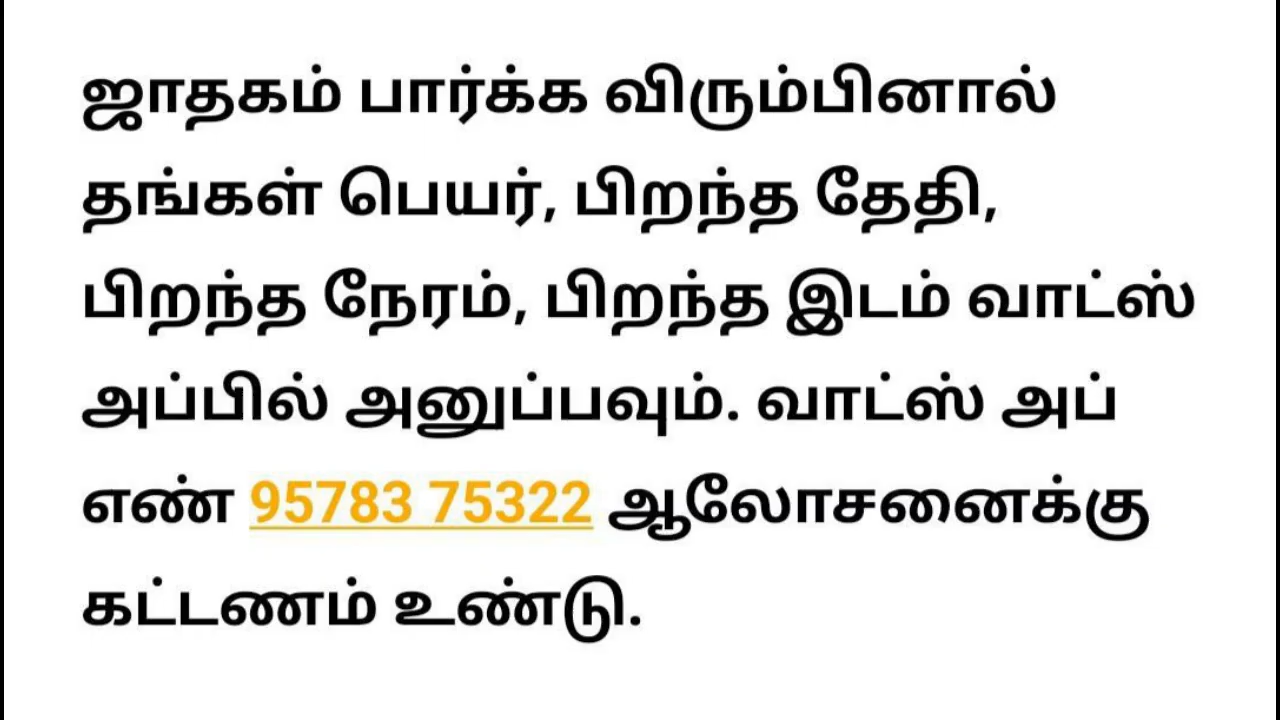 ஜாதகம் பார்க்க விரும்பினால்
தங்கள் பெயர், பிறந்த தேதி,
பிறந்த நேரம், பிறந்த இடம் வாட்ஸ்
அப்பில் அனுப்பவும். வாட்ஸ் அப்
எண் 95783 75322 ஆலோசனைக்கு
கட்டணம் உண்டு.